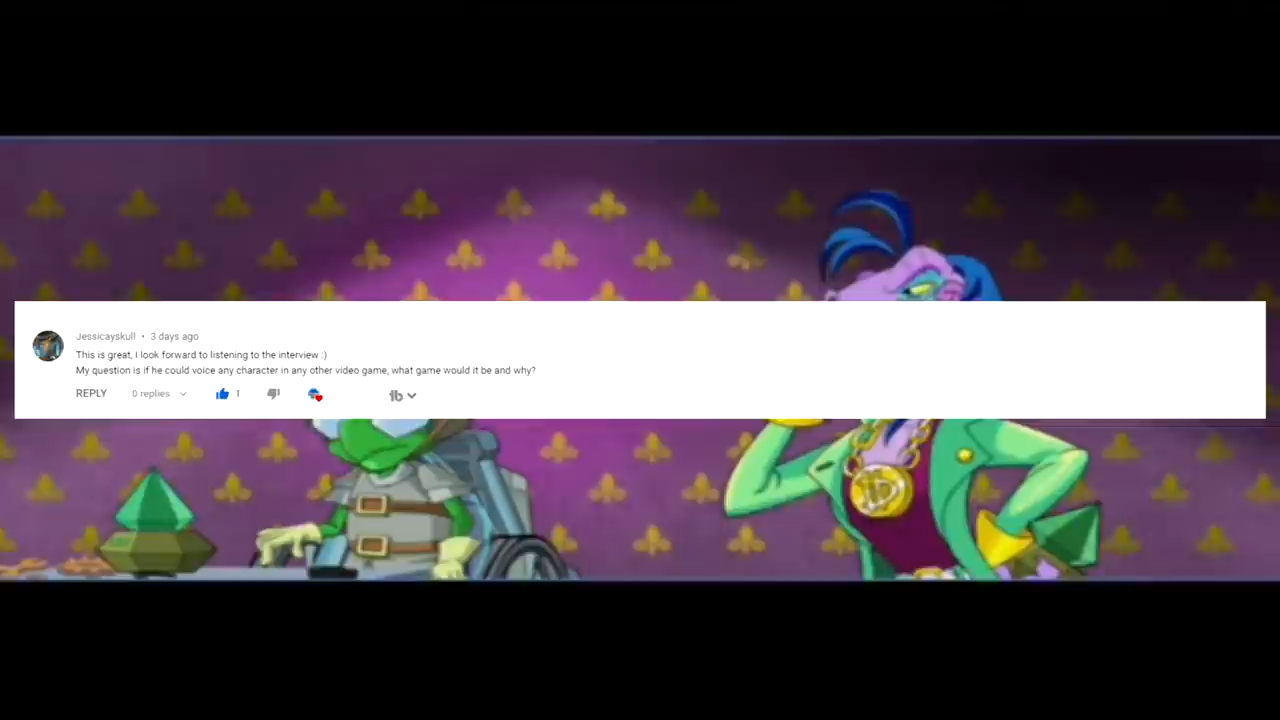 Jessicayskull • 3 days ago
This is great, I look forward to listening to the interview :)
My question is if he could voice any character in any other video game, what game would it be and why?
REPLY 0 replies 1